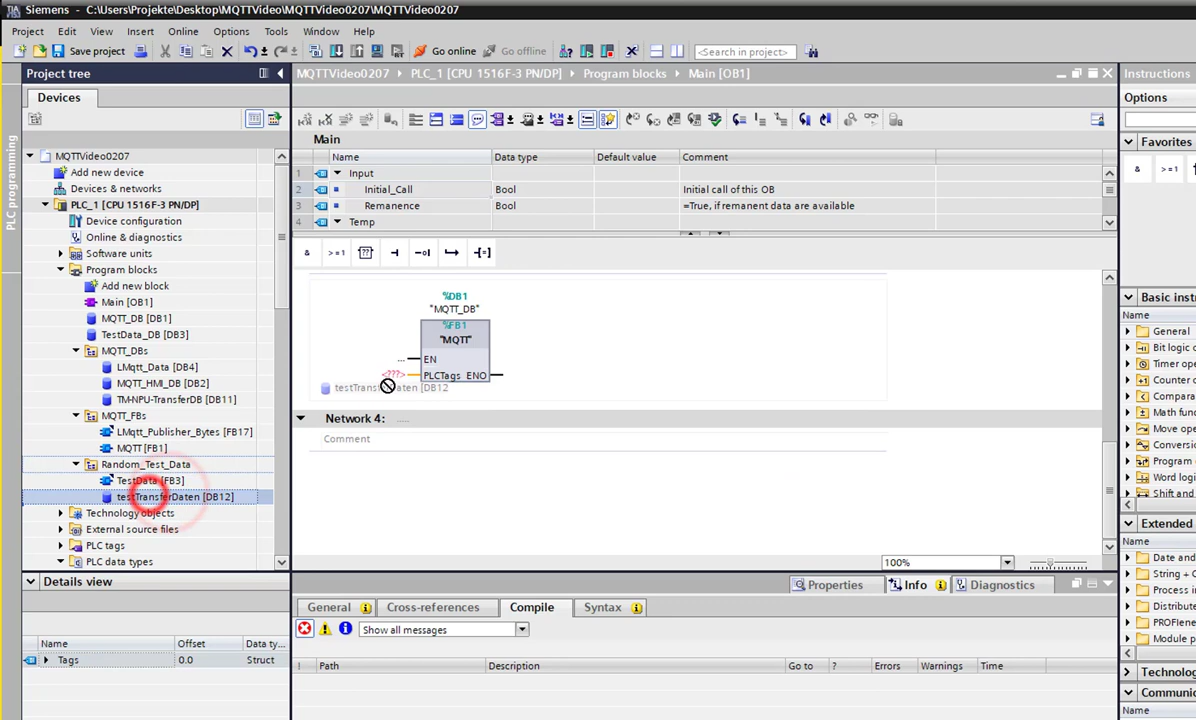 Siemens - C:\Projekte\Desktop\MQTTVideo\MQTTVideo0207\MQTTVideo0207
Project Edit View Insert Online Options Tools Window Help
Save project Go online Go offline <Search in project>
Project tree
MQTTVideo0207 PLC_1 [CPU 1516F-3 PN/DP] Program blocks Main [OB1]
Instructions
Devices
Options
PLC programming
Main
Name Data type Default value Comment
1 Input
2 Initial_Call Bool Initial call of this OB
3 Remanence Bool =True, if remanent data are available
4 Temp
MQTTVideo0207
Add new device
Devices & networks
PLC_1 [CPU 1516F-3 PN/DP]
Device configuration
Online & diagnostics
Software units
Program blocks
Add new block
Main [OB1]
MQTT_DB [DB1]
TestData_DB [DB3]
MQTT_DBs
LMqtt_Data [DB4]
MQTT_HMI_DB [DB2]
TM-NPU-TransferDB [DB11]
MQTT_FBs
LMqtt_Publisher_Bytes [FB17]
MQTT [FB1]
Random_Test_Data
TestData [FB3]
testTransferDaten [DB12]
Technology objects
External source files
PLC tags
PLC data types
& >=1 ??
%DB1
"MQTT_DB"
%FB1
"MQTT"
... EN
<???> PLCTags ENO
Network 4: .....
Comment
100%
Favorites
& >=1
Basic inst
General
Bit logic
Timer
Counter
Compara
Math fun
Move ope
Conversi
Program
Word logi
Shift and
Extended
Date and
String + C
Process i
Distribute
PROFIene
Module p
Technolog
Communic
Name
Details view
Name Offset Data ty...
Tags 0.0 Struct
Properties Info Diagnostics
General Cross-references Compile Syntax
Show all messages
! Path Description Go to ? Errors Warnings Time